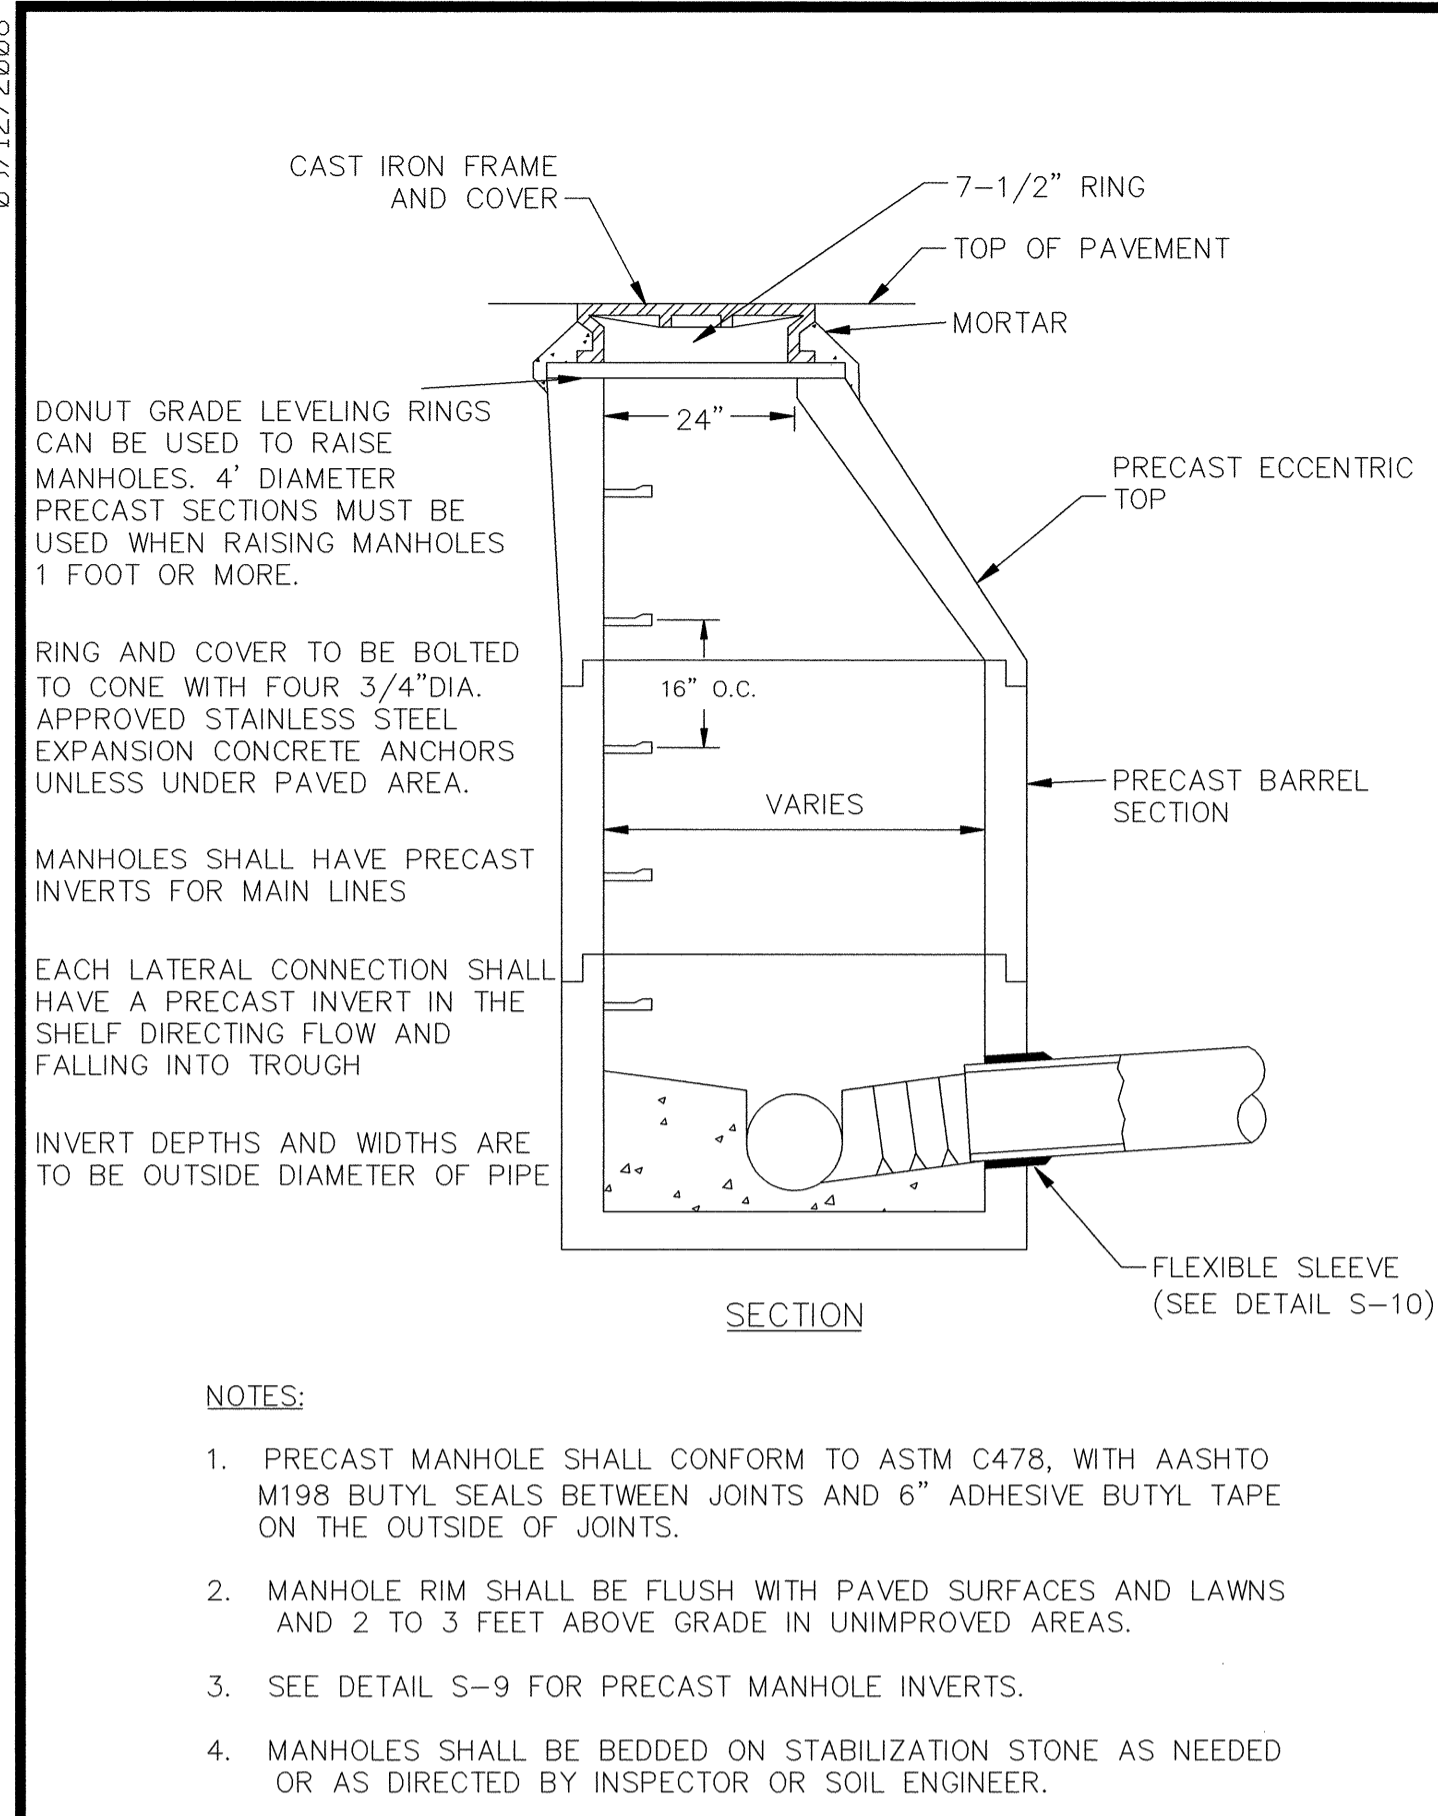 CAST IRON FRAME
AND COVER
7-1/2" RING
TOP OF PAVEMENT
MORTAR
DONUT GRADE LEVELING RINGS
CAN BE USED TO RAISE
MANHOLES. 4' DIAMETER
PRECAST SECTIONS MUST BE
USED WHEN RAISING MANHOLES
1 FOOT OR MORE.
24"
PRECAST ECCENTRIC
TOP
RING AND COVER TO BE BOLTED
TO CONE WITH FOUR 3/4"DIA.
APPROVED STAINLESS STEEL
EXPANSION CONCRETE ANCHORS
UNLESS UNDER PAVED AREA.
16" O.C.
VARIES
PRECAST BARREL
SECTION
MANHOLES SHALL HAVE PRECAST
INVERTS FOR MAIN LINES
EACH LATERAL CONNECTION SHALL
HAVE A PRECAST INVERT IN THE
SHELF DIRECTING FLOW AND
FALLING INTO TROUGH
INVERT DEPTHS AND WIDTHS ARE
TO BE OUTSIDE DIAMETER OF PIPE
FLEXIBLE SLEEVE
(SEE DETAIL S-10)
SECTION
NOTES:
1. PRECAST MANHOLE SHALL CONFORM TO ASTM C478, WITH AASHTO
M198 BUTYL SEALS BETWEEN JOINTS AND 6" ADHESIVE BUTYL TAPE
ON THE OUTSIDE OF JOINTS.
2. MANHOLE RIM SHALL BE FLUSH WITH PAVED SURFACES AND LAWNS
AND 2 TO 3 FEET ABOVE GRADE IN UNIMPROVED AREAS.
3. SEE DETAIL S-9 FOR PRECAST MANHOLE INVERTS.
4. MANHOLES SHALL BE BEDDED ON STABILIZATION STONE AS NEEDED
OR AS DIRECTED BY INSPECTOR OR SOIL ENGINEER.